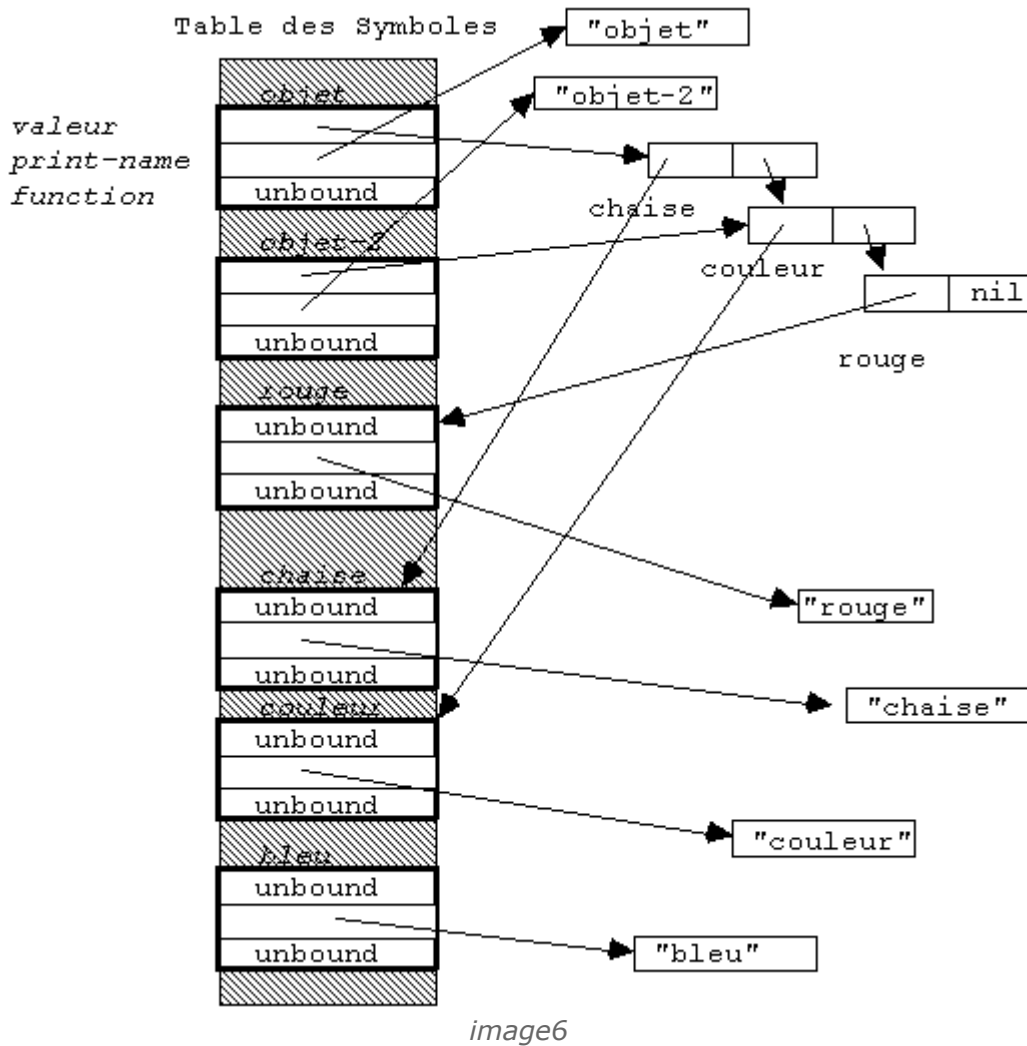 Table des Symboles
"objet"
objet
"objet-2"
valeur
print-name
function
unbound
chaise
objet-2
couleur
nil
unbound
rouge
rouge
unbound
unbound
chaise
unbound
"rouge"
unbound
"chaise"
couleur
unbound
unbound
"couleur"
bleu
unbound
unbound
"bleu"
image6